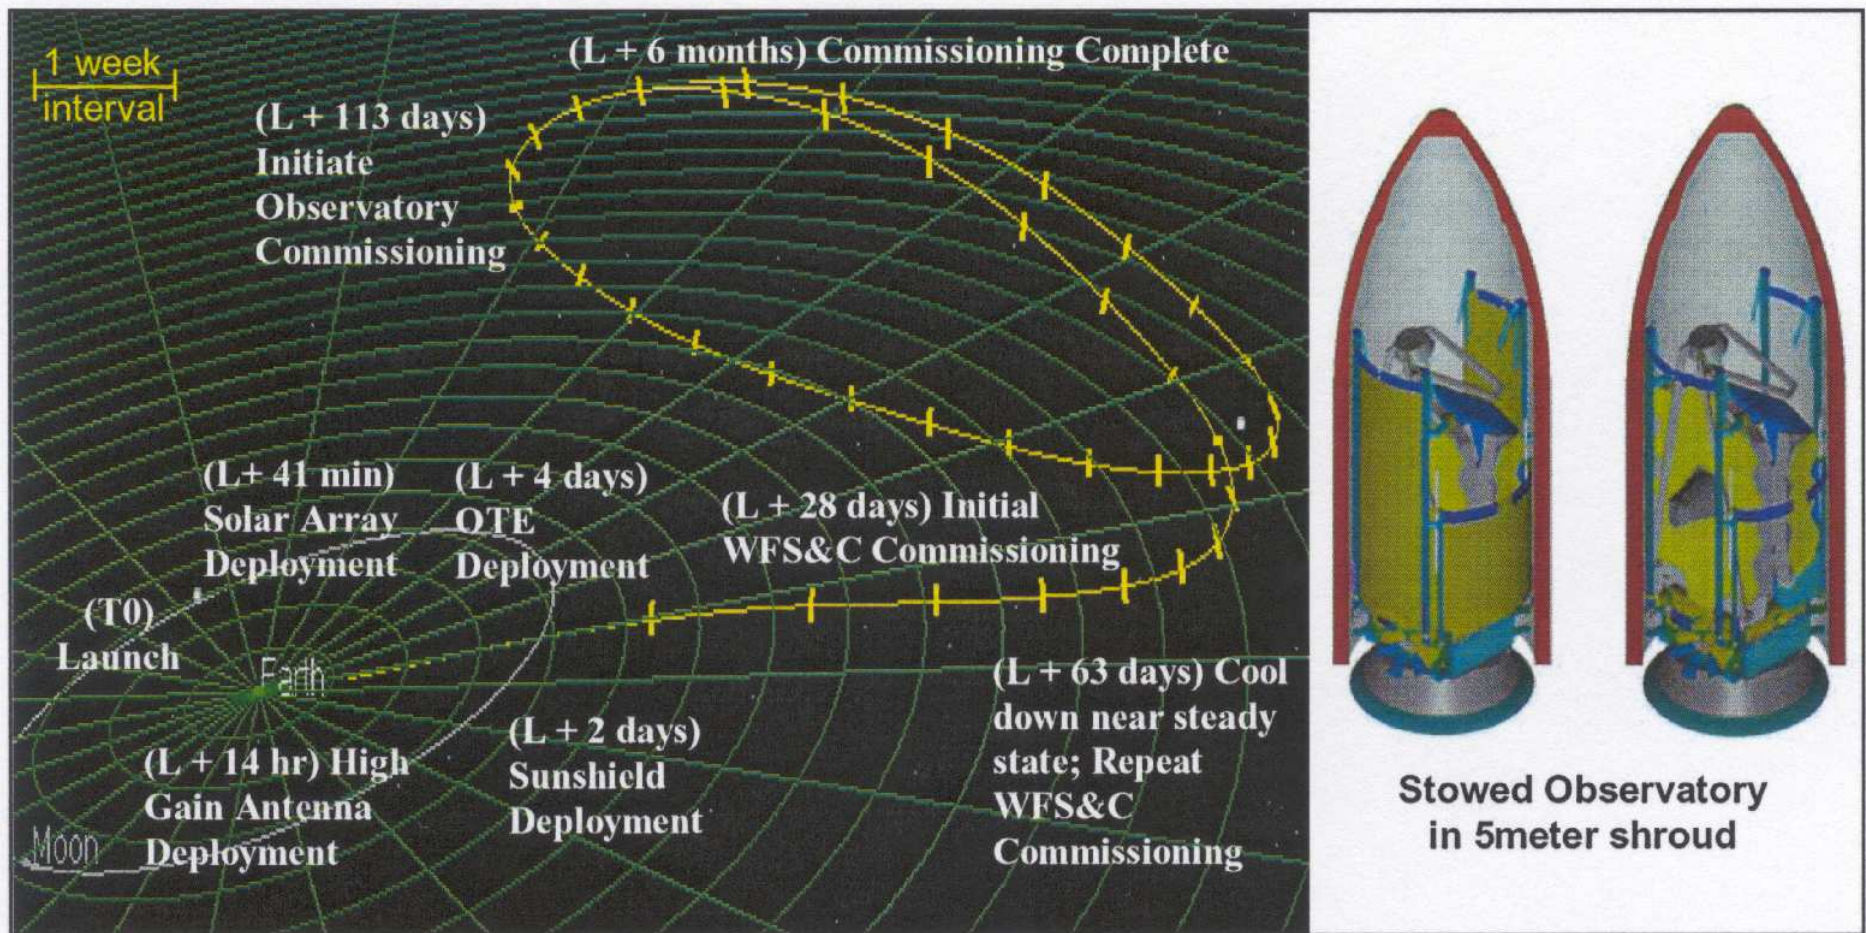 1 week
interval
(L + 6 months) Commissioning Complete
(L + 113 days)
Initiate
Observatory
Commissioning
(L+ 41 min)
Solar Array
Deployment
(L + 4 days)
OTE
Deployment
(L + 28 days) Initial
WFS&C Commissioning
(T0)
Launch
Earth
(L + 14 hr) High
Gain Antenna
Deployment
Moon
(L + 2 days)
Sunshield
Deployment
(L + 63 days) Cool
down near steady
state; Repeat
WFS&C
Commissioning
Stowed Observatory
in 5meter shroud